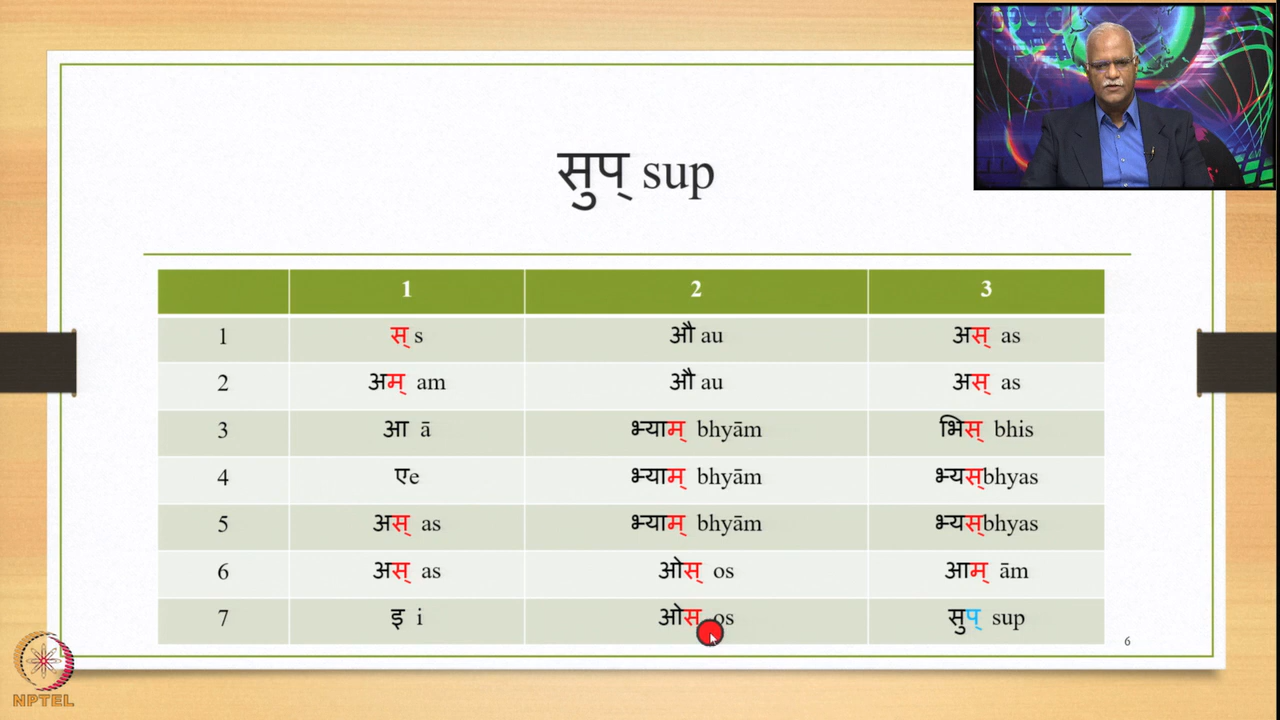 सुप् sup
1 2 3
1 स् s औ au अस् as
2 अम् am औ au अस् as
3 आ ā भ्याम् bhyām भिस् bhis
4 एe भ्याम् bhyām भ्यस्bhyas
5 अस् as भ्याम् bhyām भ्यस्bhyas
6 अस् as ओस् os आम् ām
7 इ i ओस् os सुप् sup
6
NPTEL